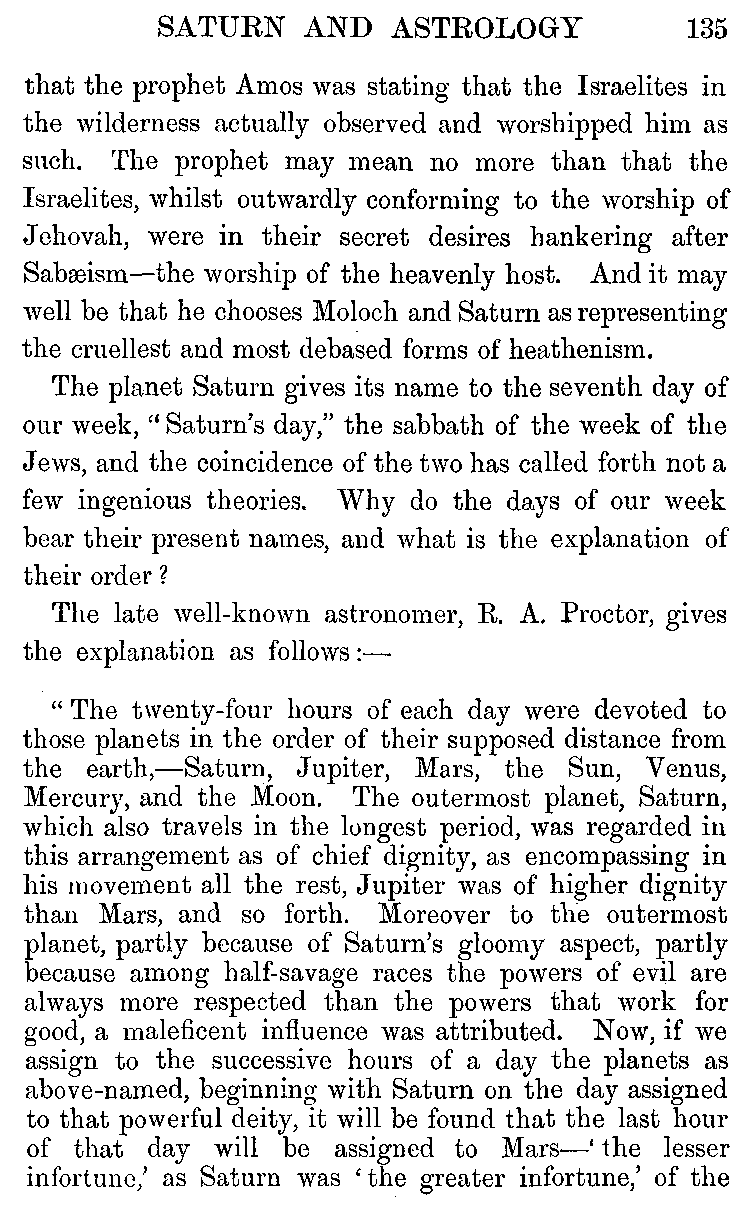 SATURN AND ASTROLOGY 135
that the prophet Amos was stating that the Israelites in
the wilderness actually observed and worshipped him as
such. The prophet may mean no more than that the
Israelites, whilst outwardly conforming to the worship of
Jehovah, were in their secret desires hankering after
Sabæism—the worship of the heavenly host. And it may
well be that he chooses Moloch and Saturn as representing
the cruellest and most debased forms of heathenism.
The planet Saturn gives its name to the seventh day of
our week, “Saturn's day,” the sabbath of the week of the
Jews, and the coincidence of the two has called forth not a
few ingenious theories. Why do the days of our week
bear their present names, and what is the explanation of
their order?
The late well-known astronomer, R. A. Proctor, gives
the explanation as follows:—
“The twenty-four hours of each day were devoted to
those planets in the order of their supposed distance from
the earth,—Saturn, Jupiter, Mars, the Sun, Venus,
Mercury, and the Moon. The outermost planet, Saturn,
which also travels in the longest period, was regarded in
this arrangement as of chief dignity, as encompassing in
his movement all the rest, Jupiter was of higher dignity
than Mars, and so forth. Moreover to the outermost
planet, partly because of Saturn's gloomy aspect, partly
because among half-savage races the powers of evil are
always more respected than the powers that work for
good, a maleficent influence was attributed. Now, if we
assign to the successive hours of a day the planets as
above-named, beginning with Saturn on the day assigned
to that powerful deity, it will be found that the last hour
of that day will be assigned to Mars—‘the lesser
infortune,’ as Saturn was ‘the greater infortune,’ of the